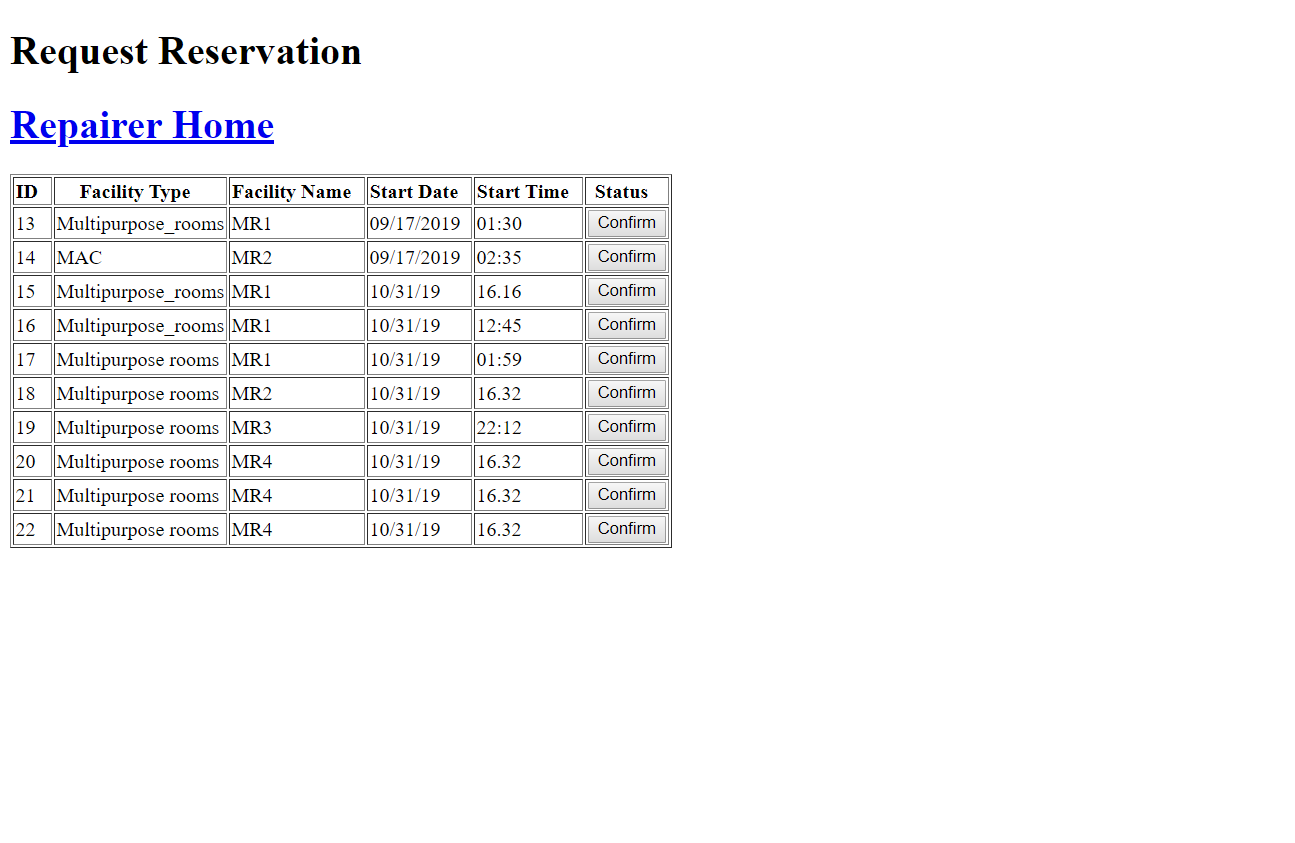 Request Reservation
Repairer Home
ID Facility Type Facility Name Start Date Start Time Status
13 Multipurpose_rooms MR1 09/17/2019 01:30 Confirm
14 MAC MR2 09/17/2019 02:35 Confirm
15 Multipurpose_rooms MR1 10/31/19 16.16 Confirm
16 Multipurpose_rooms MR1 10/31/19 12:45 Confirm
17 Multipurpose rooms MR1 10/31/19 01:59 Confirm
18 Multipurpose rooms MR2 10/31/19 16.32 Confirm
19 Multipurpose rooms MR3 10/31/19 22:12 Confirm
20 Multipurpose rooms MR4 10/31/19 16.32 Confirm
21 Multipurpose rooms MR4 10/31/19 16.32 Confirm
22 Multipurpose rooms MR4 10/31/19 16.32 Confirm